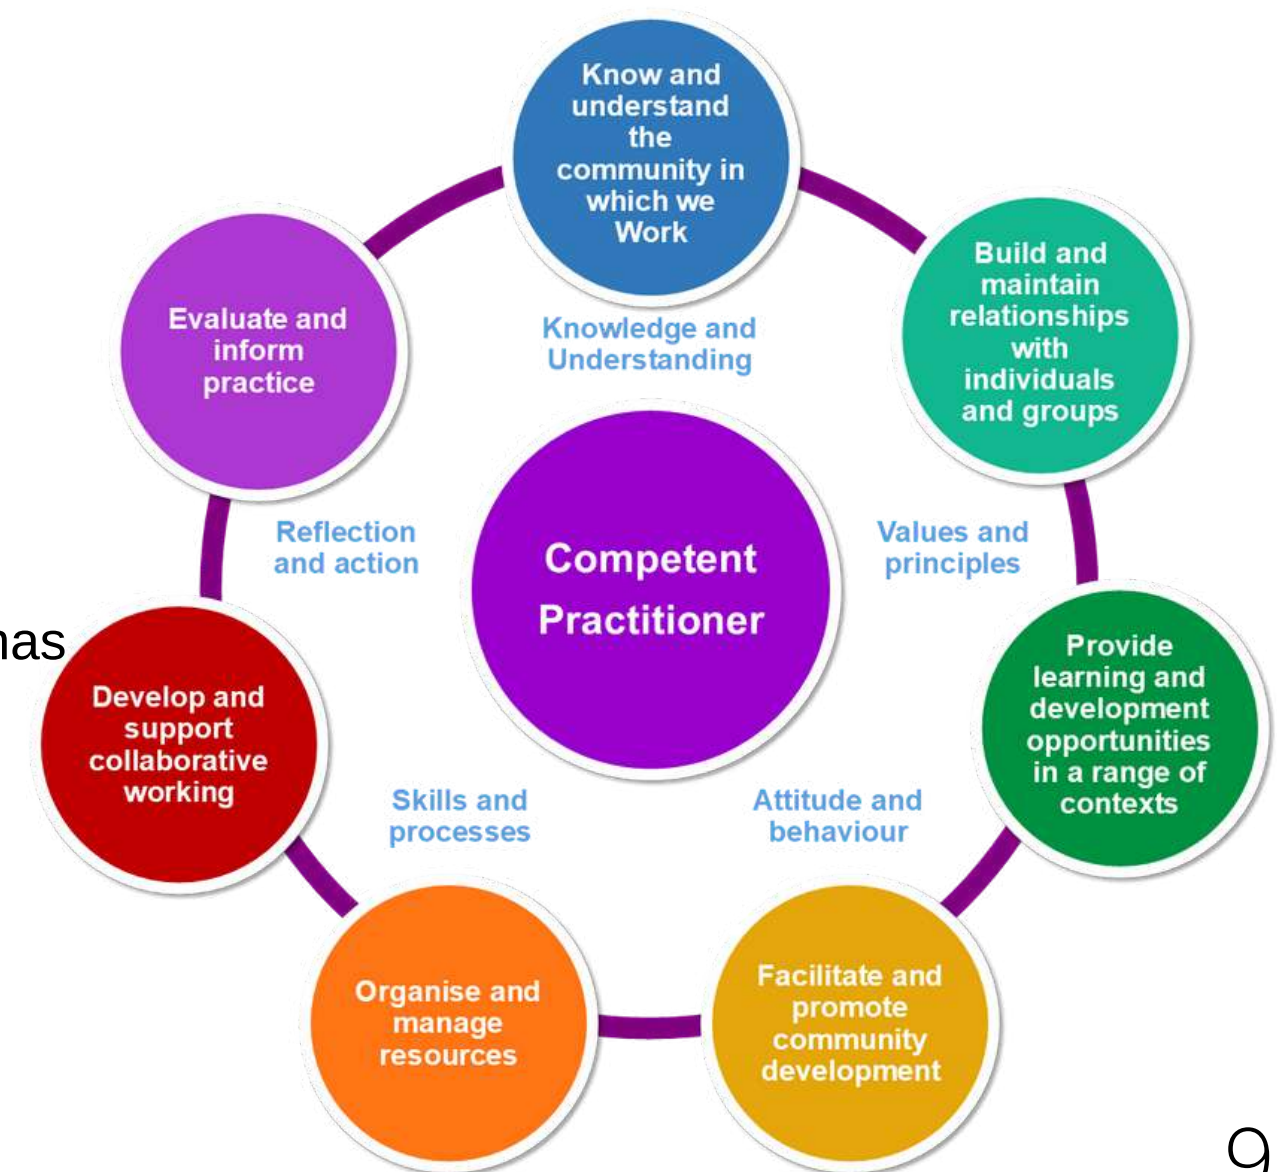 Know and
understand
the
community in
which we
Work
Build and
maintain
relationships
with
individuals
and groups
Evaluate and
inform
practice
Knowledge and
Understanding
Reflection
and action
Competent
Practitioner
Values and
principles
Provide
learning and
development
opportunities
in a range of
contexts
Develop and
support
collaborative
working
Skills and
processes
Attitude and
behaviour
Organise and
manage
resources
Facilitate and
promote
community
development
9